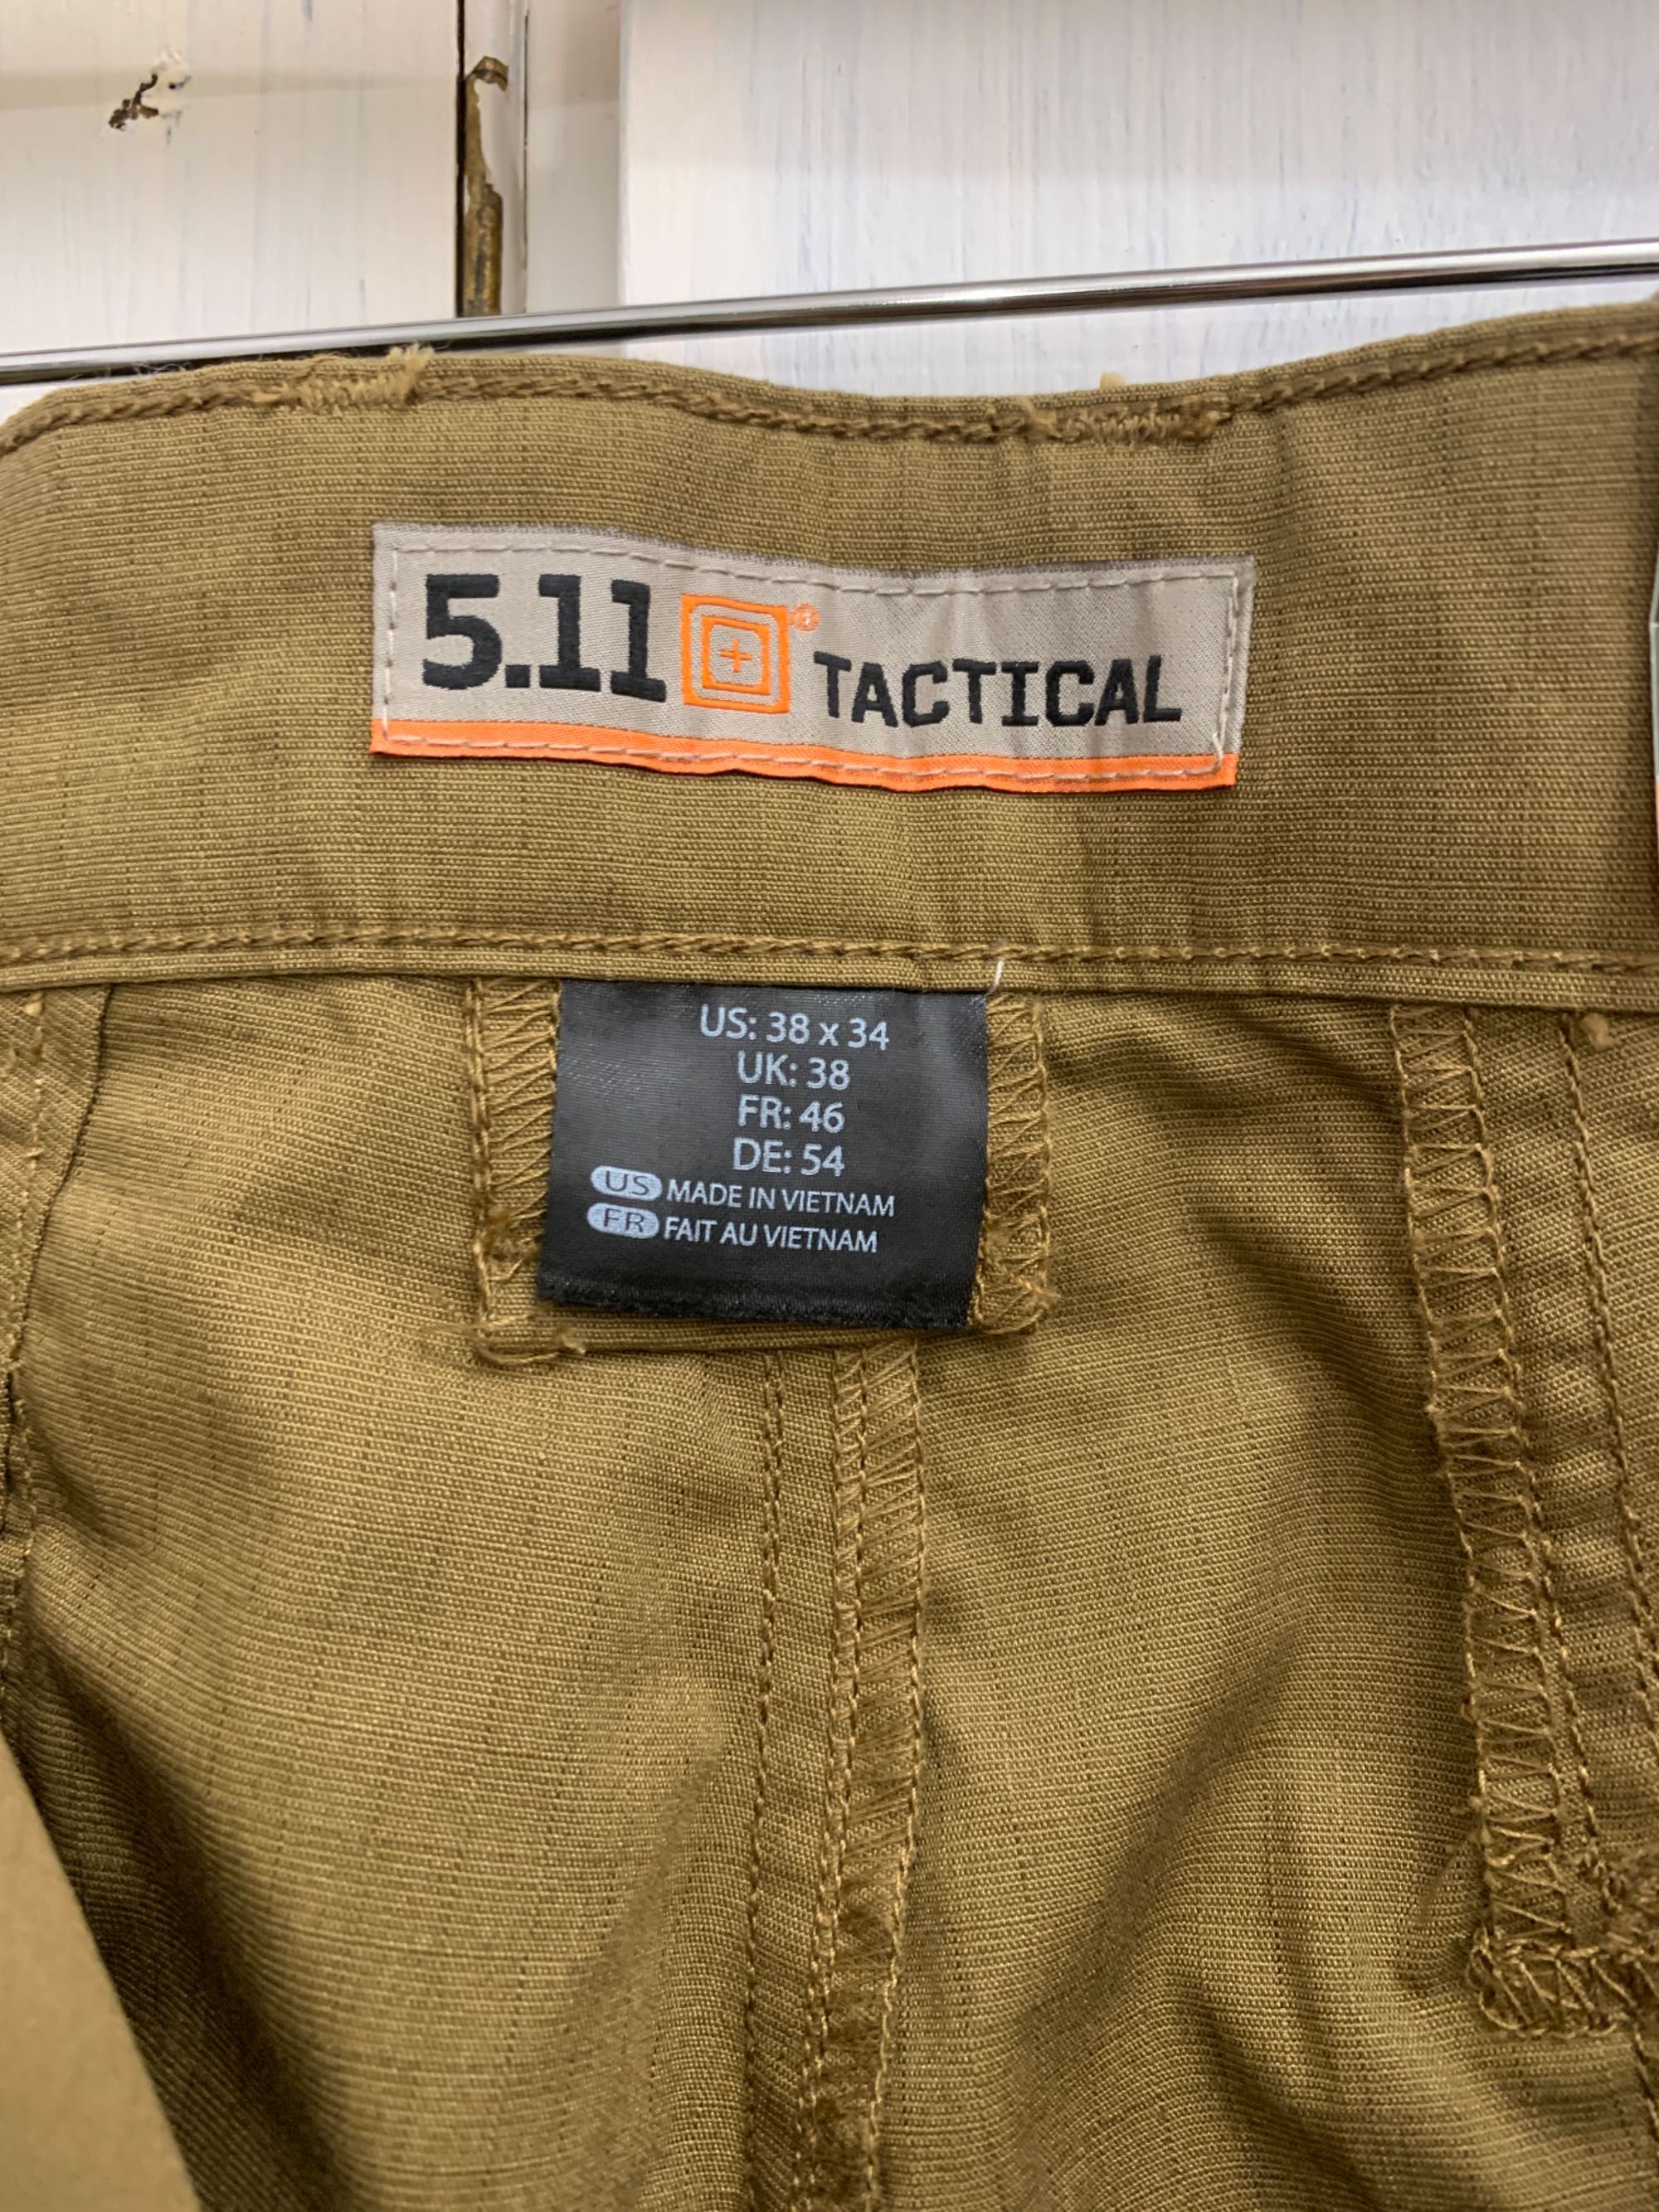 5.11® TACTICAL
US: 38 x 34
UK: 38
FR: 46
DE: 54
US MADE IN VIETNAM
FR FAIT AU VIETNAM